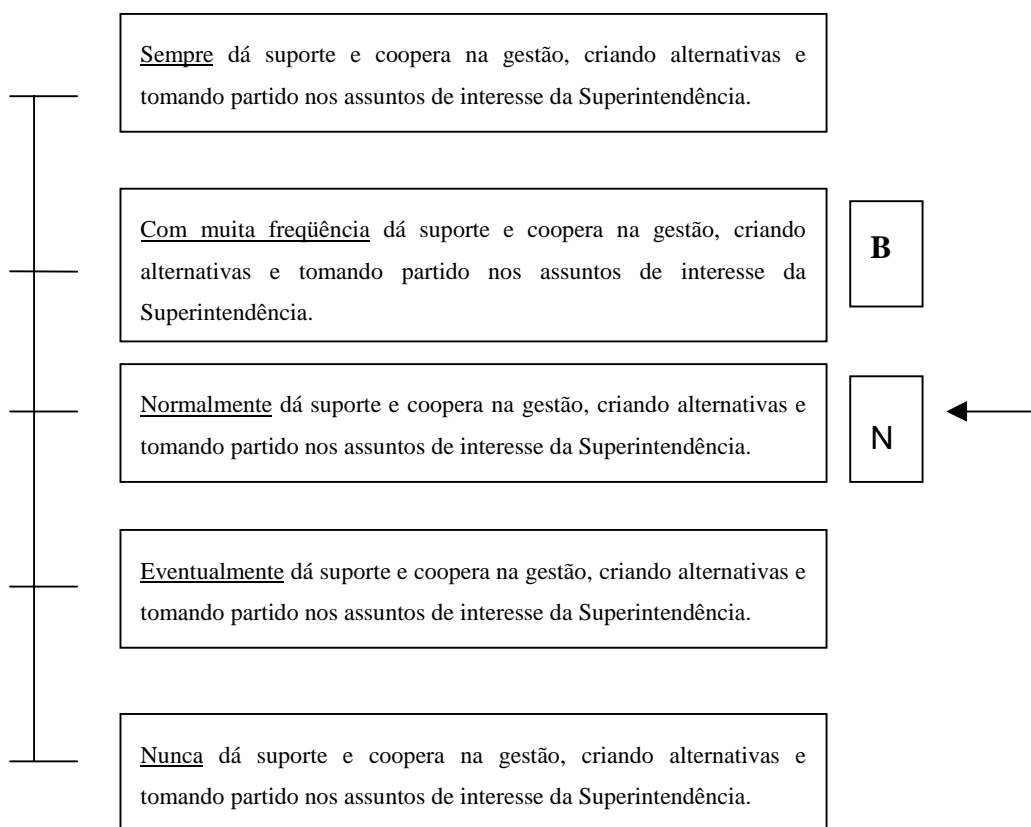 Sempre dá suporte e coopera na gestão, criando alternativas e
tomando partido nos assuntos de interesse da Superintendência.
Com muita freqüência dá suporte e coopera na gestão, criando
alternativas e tomando partido nos assuntos de interesse da
Superintendência.
B
Normalmente dá suporte e coopera na gestão, criando alternativas e
tomando partido nos assuntos de interesse da Superintendência.
N
Eventualmente dá suporte e coopera na gestão, criando alternativas e
tomando partido nos assuntos de interesse da Superintendência.
Nunca dá suporte e coopera na gestão, criando alternativas e
tomando partido nos assuntos de interesse da Superintendência.